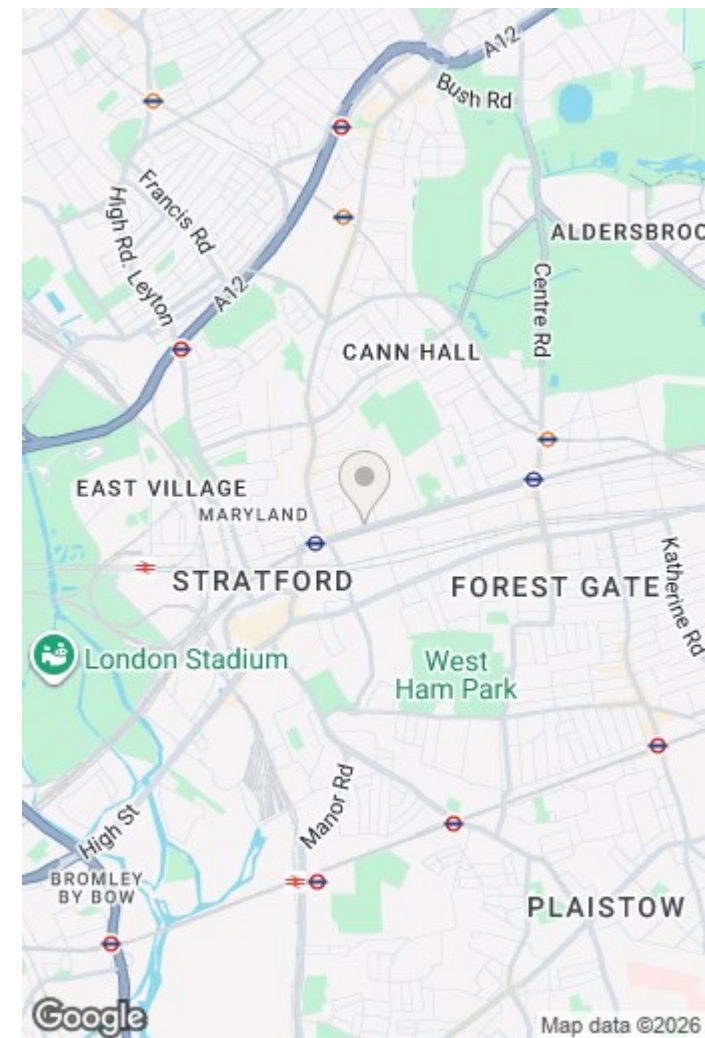 A12
Bush Rd
Francis Rd
High Rd. Leyton
ALDERSBROO
A12
Centre Rd
CANN HALL
EAST VILLAGE
MARYLAND
STRATFORD
FOREST GATE
Katherine Rd
London Stadium
West
Ham Park
Manor Rd
High St
BROMLEY
BY BOW
PLAISTOW
Google
Map data ©2026